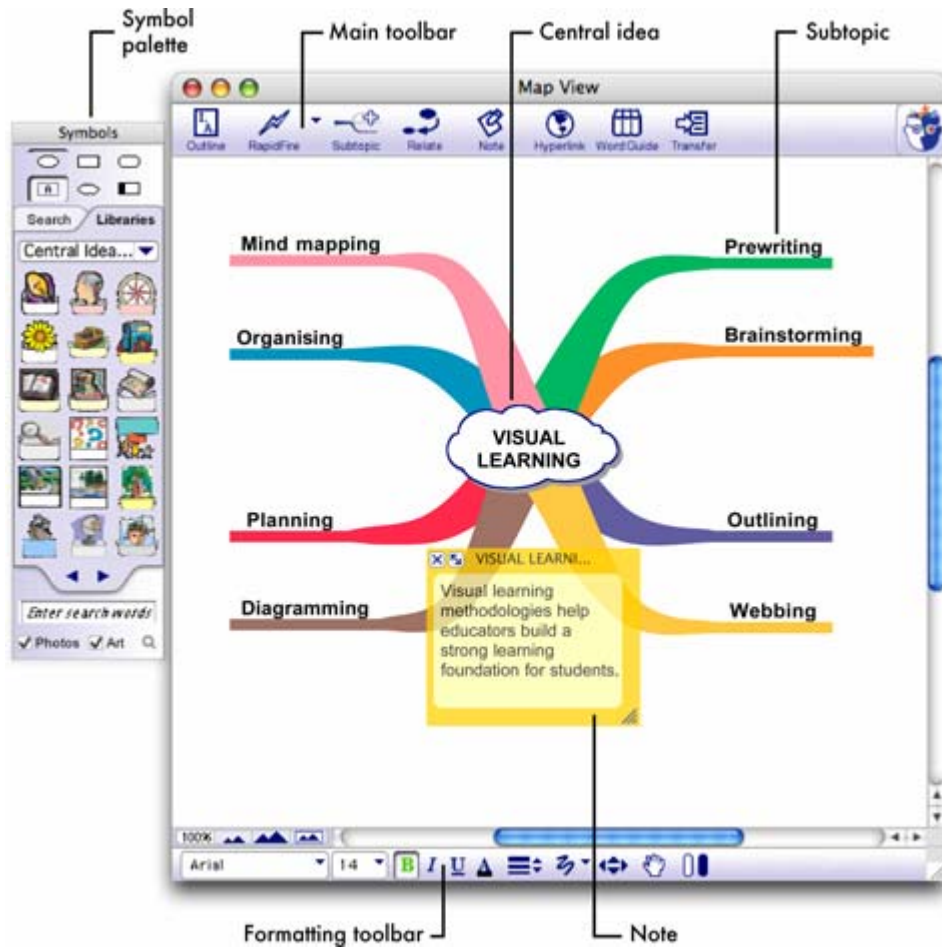 Symbol
palette
Main toolbar
Central idea
Subtopic
Map View
Symbols
Outline RapidFire Subtopic Relate Note Hyperlink Word Guide Transfer
A
Search Libraries
Central Idea...
Mind mapping
Prewriting
Organising
Brainstorming
VISUAL
LEARNING
Planning
Outlining
Diagramming
Webbing
VISUAL LEARNI...
Visual learning
methodologies help
educators build a
strong learning
foundation for students.
Enter search words
Photos Art
100%
Arial 14 B I U A
Formatting toolbar
Note